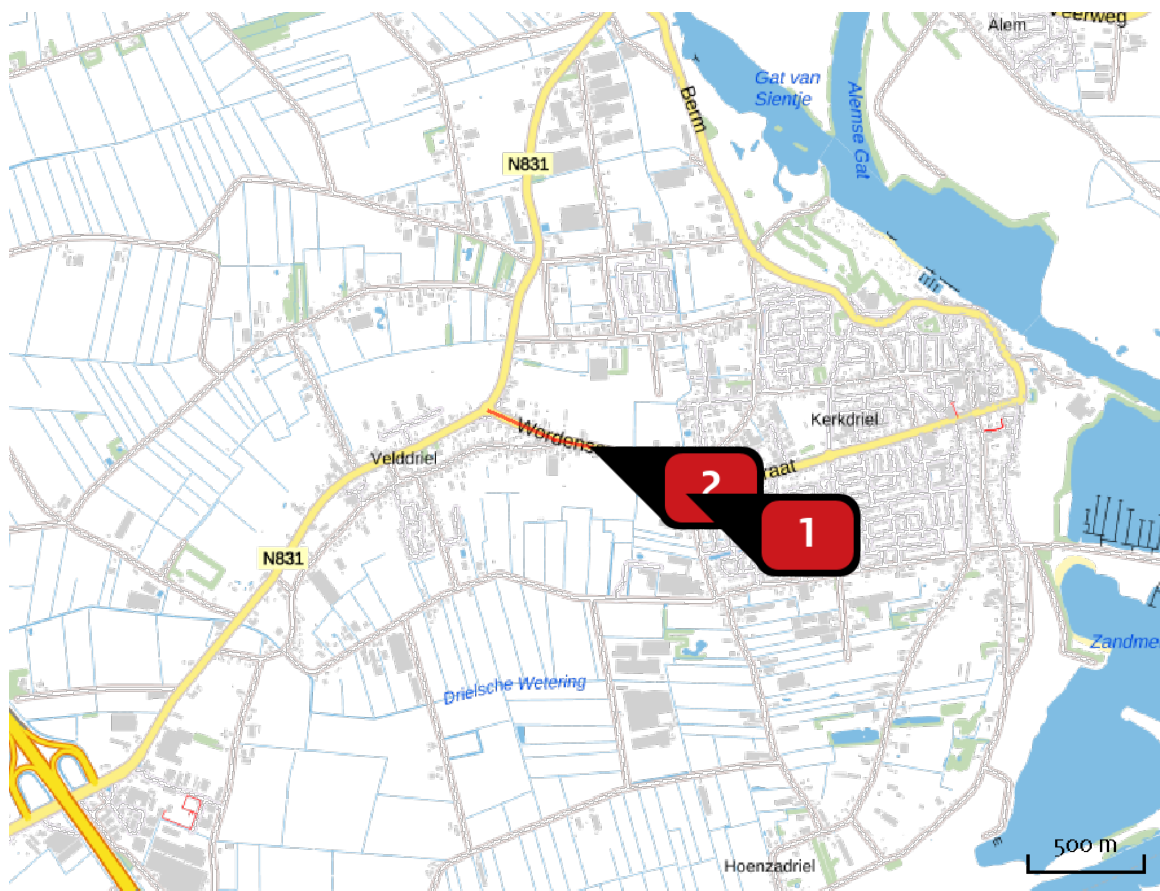 Veerweg
Alem
Gat van
Sientje
Alemse Gat
Berm
N831
Kerkdriel
Wordens
Velddriel
raat
2
1
N831
Zandme
Drielsche Wetering
Hoenzadriel
500 m